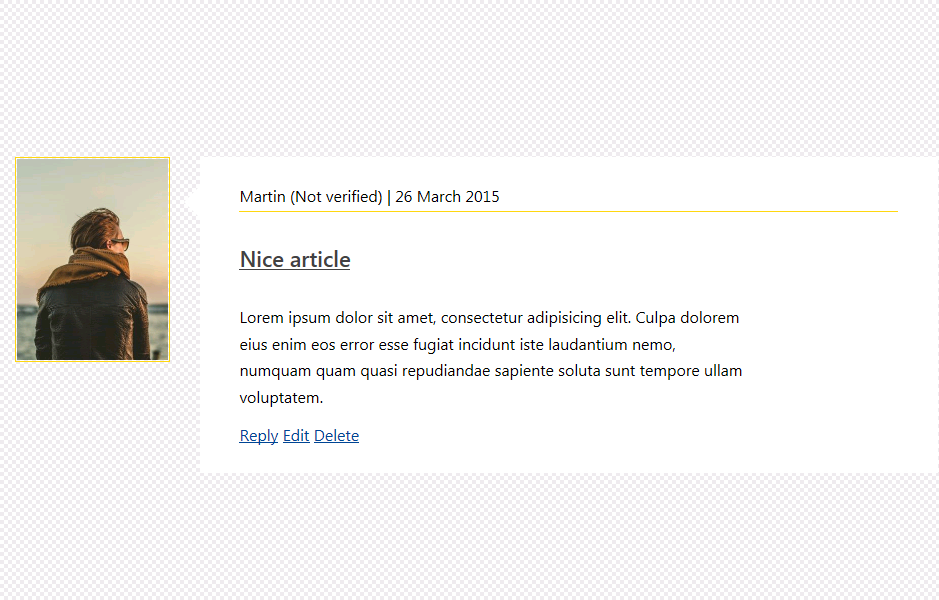 Martin (Not verified) | 26 March 2015
Nice article
Lorem ipsum dolor sit amet, consectetur adipisicing elit. Culpa dolorem
eius enim eos error esse fugiat incidunt iste laudantium nemo,
numquam quam quasi repudiandae sapiente soluta sunt tempore ullam
voluptatem.
Reply Edit Delete